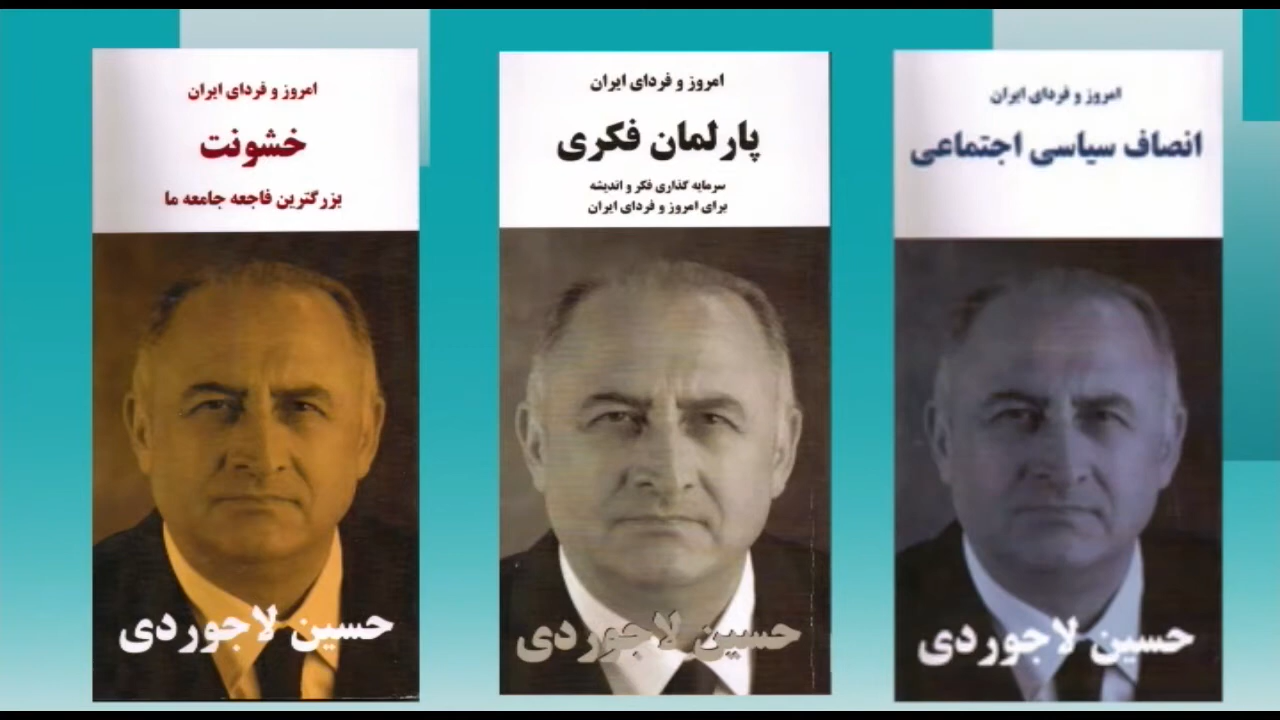 امروز و فردای ایران
انصاف سیاسی اجتماعی
حسین لاجوردی
امروز و فردای ایران
پارلمان فکری
سرمایه گذاری فکر و اندیشه
برای امروز و فردای ایران
حسین لاجوردی
امروز و فردای ایران
خشونت
بزرگترین فاجعه جامعه ما
حسین لاجوردی